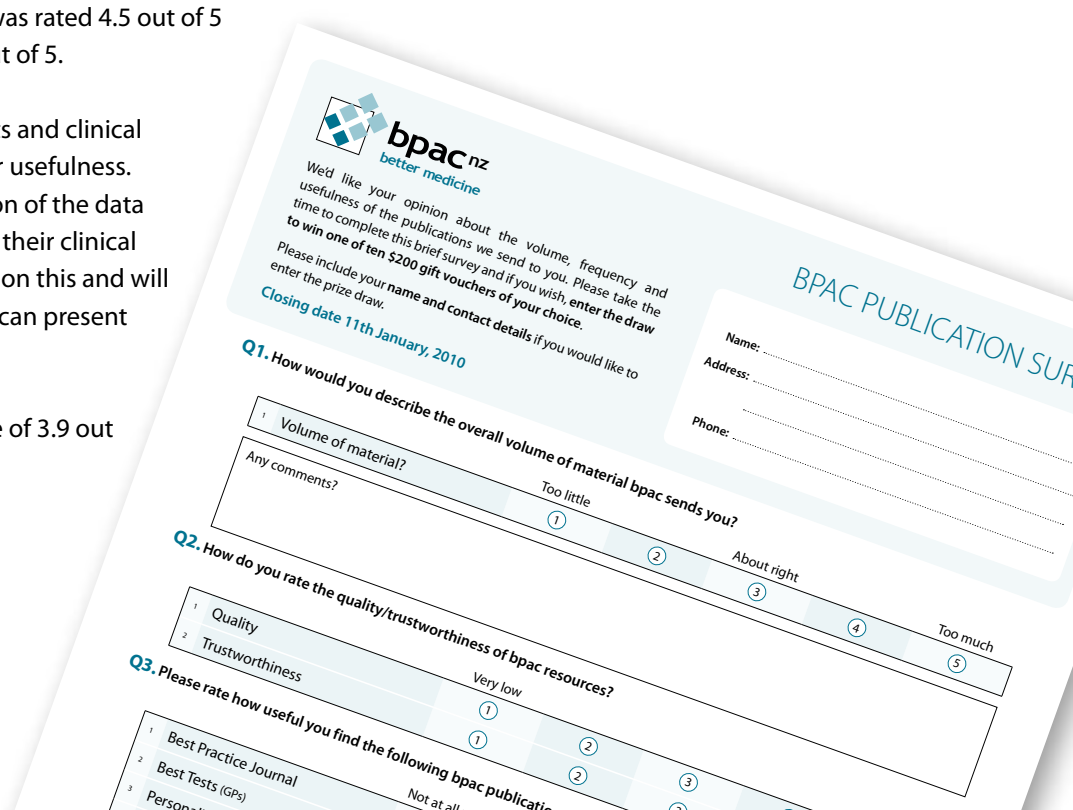 was rated 4.5 out of 5
out of 5.
s and clinical
r usefulness.
on of the data
their clinical
on this and will
can present
e of 3.9 out
bpac nz
better medicine
We'd like your opinion about the volume, frequency and
usefulness of the publications we send to you. Please take the
time to complete this brief survey and if you wish, enter the draw
to win one of ten $200 gift vouchers of your choice.
Please include your name and contact details if you would like to
enter the prize draw.
Closing date 11th January, 2010
BPAC PUBLICATION SUR
Name:
Address:
Phone:
Q1. How would you describe the overall volume of material bpac sends you?
Too little About right Too much
1 Volume of material? 1 2 3 4 5
Any comments?
Q2. How do you rate the quality/trustworthiness of bpac resources?
Very low
1 Quality 1 2 3
2 Trustworthiness 1 2
Q3. Please rate how useful you find the following bpac publicatio
Not at all
1 Best Practice Journal
2 Best Tests (GPs)
3 Personal